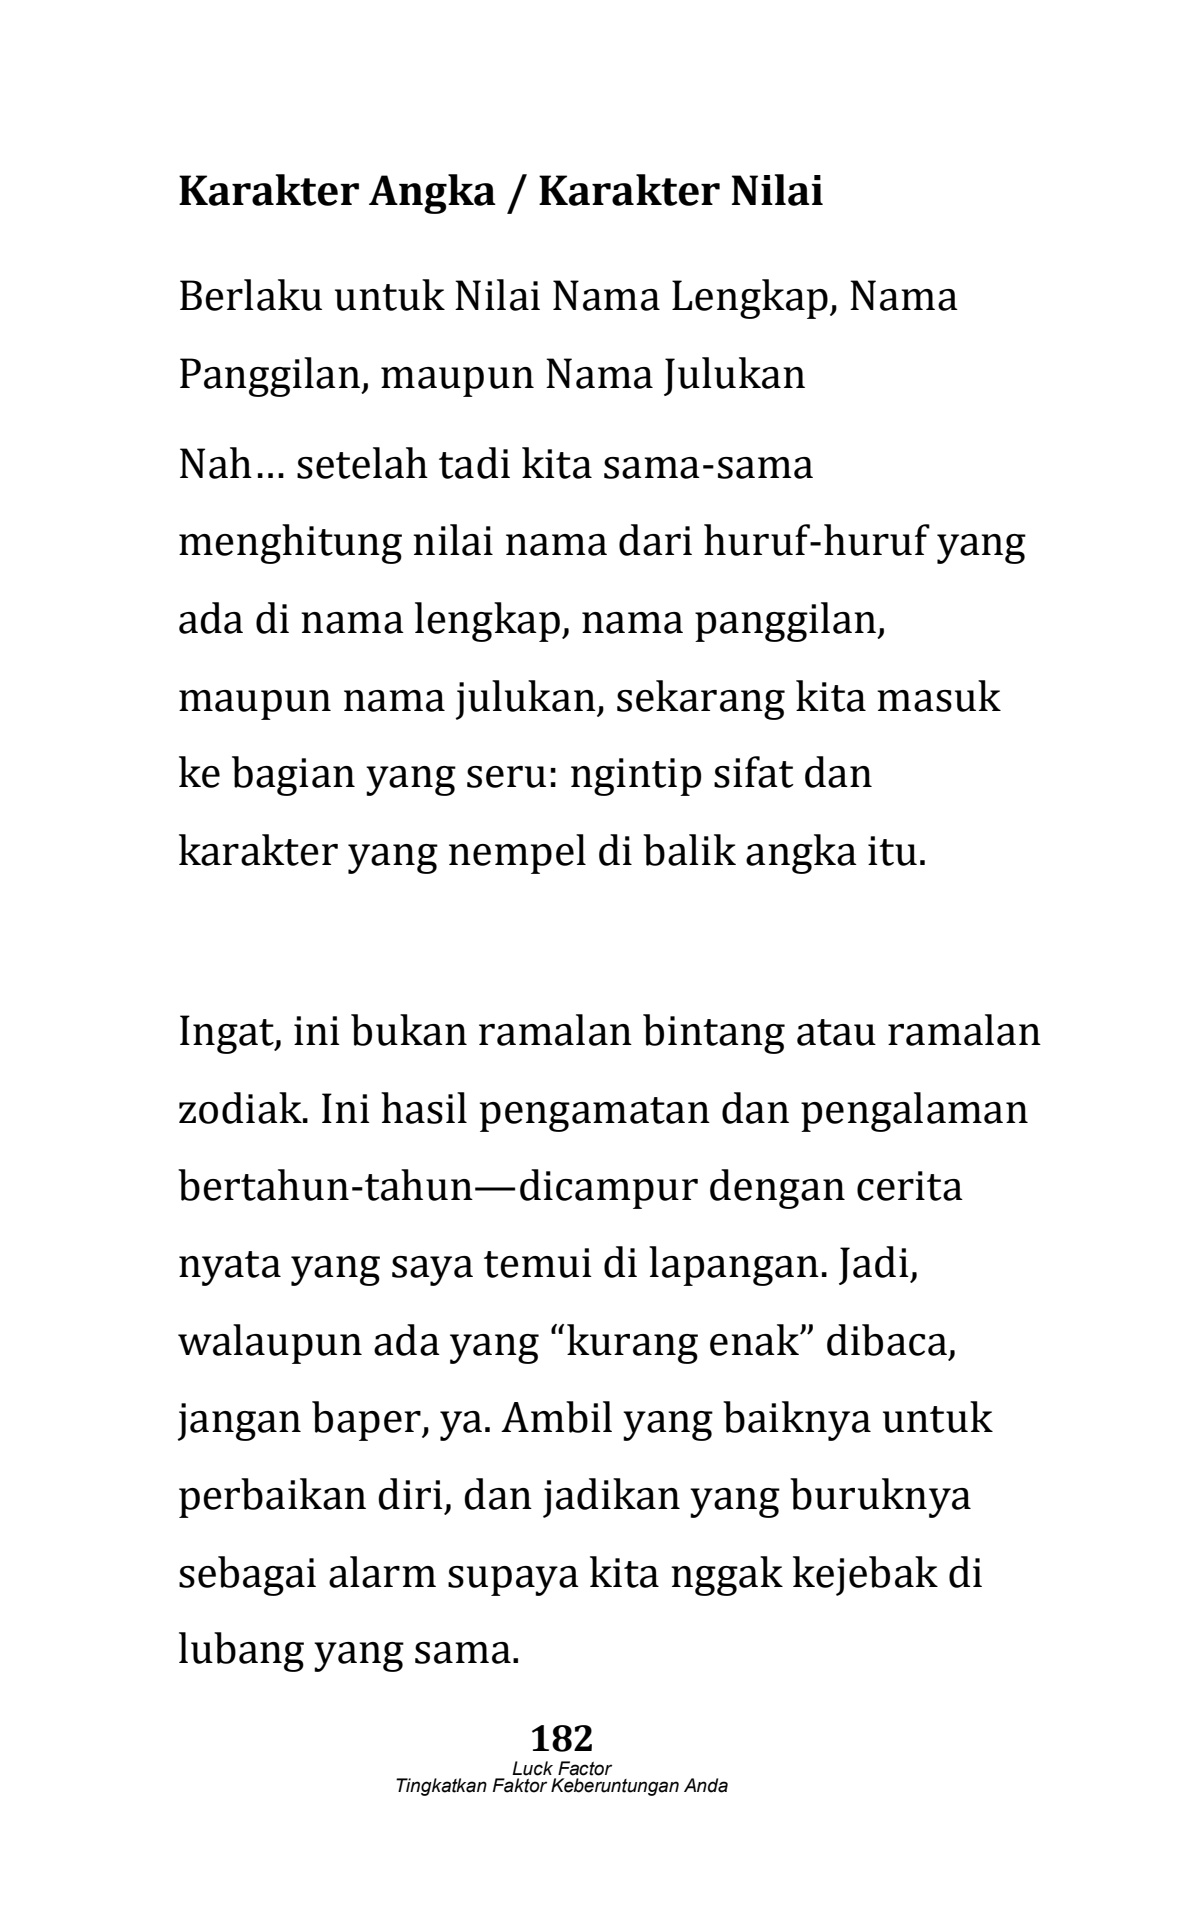 Karakter Angka / Karakter Nilai
Berlaku untuk Nilai Nama Lengkap, Nama
Panggilan, maupun Nama Julukan
Nah… setelah tadi kita sama-sama
menghitung nilai nama dari huruf-huruf yang
ada di nama lengkap, nama panggilan,
maupun nama julukan, sekarang kita masuk
ke bagian yang seru: ngintip sifat dan
karakter yang nempel di balik angka itu.
Ingat, ini bukan ramalan bintang atau ramalan
zodiak. Ini hasil pengamatan dan pengalaman
bertahun-tahun—dicampur dengan cerita
nyata yang saya temui di lapangan. Jadi,
walaupun ada yang “kurang enak” dibaca,
jangan baper, ya. Ambil yang baiknya untuk
perbaikan diri, dan jadikan yang buruknya
sebagai alarm supaya kita nggak kejebak di
lubang yang sama.
182
Luck Factor
Tingkatkan Faktor Keberuntungan Anda